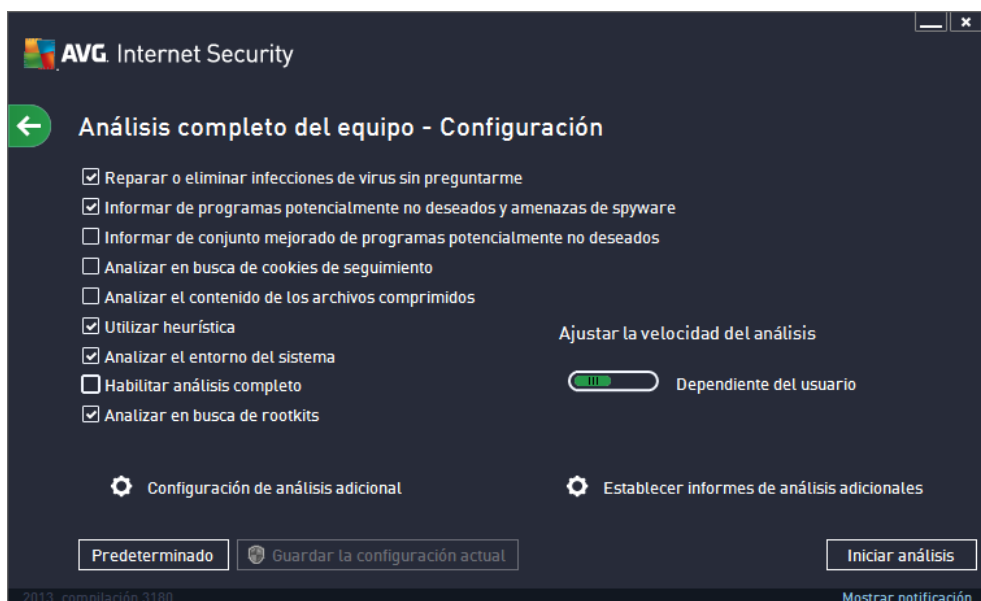 AVG. Internet Security
Análisis completo del equipo - Configuración
Reparar o eliminar infecciones de virus sin preguntarme
Informar de programas potencialmente no deseados y amenazas de spyware
Informar de conjunto mejorado de programas potencialmente no deseados
Analizar en busca de cookies de seguimiento
Analizar el contenido de los archivos comprimidos
Utilizar heurística
Analizar el entorno del sistema
Habilitar análisis completo
Analizar en busca de rootkits
Ajustar la velocidad del análisis
Dependiente del usuario
Configuración de análisis adicional
Establecer informes de análisis adicionales
Predeterminado
Guardar la configuración actual
Iniciar análisis
2013. compilación 3180
Mostrar notificación